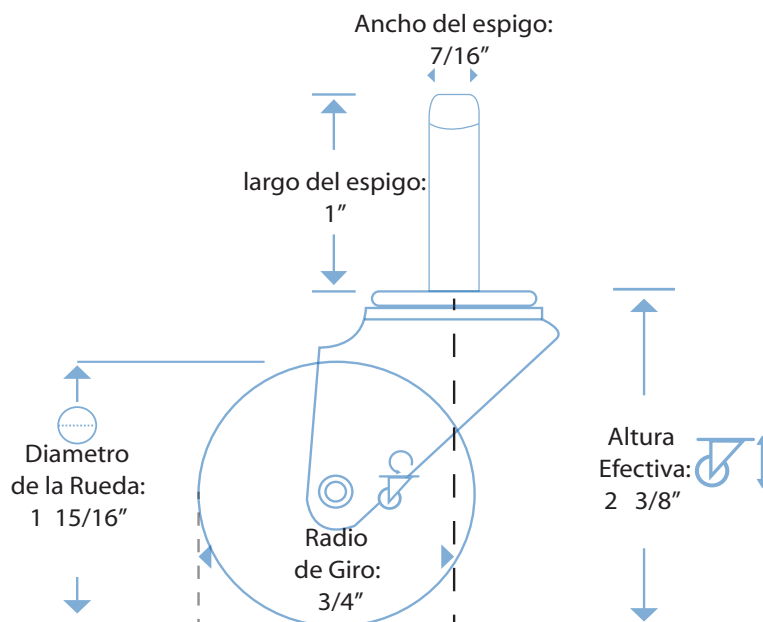 Ancho del espigo:
7/16”
largo del espigo:
1”
Diametro
de la Rueda:
1 15/16”
Radio
de Giro:
3/4”
Altura
Efectiva:
2 3/8”